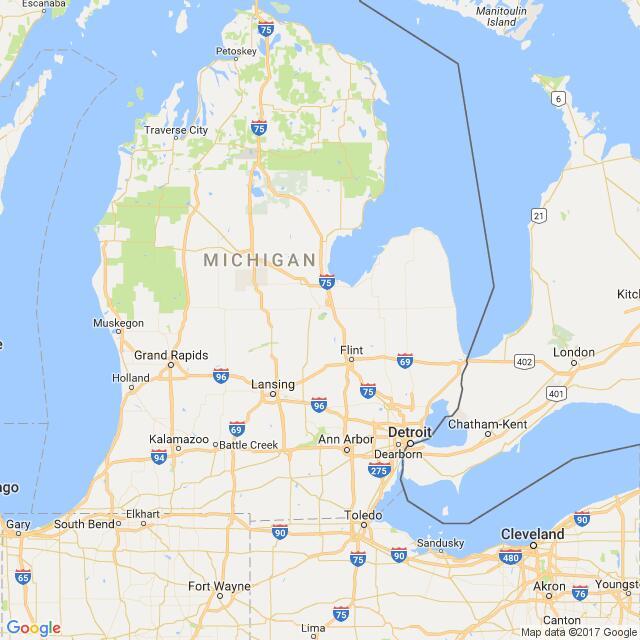 Escanaba
75
Petoskey
Manitoulin
Island
6
Traverse City
75
21
MICHIGAN
75
Kitc
Muskegon
e
Flint
London
Grand Rapids
69
402
Holland
96
Lansing
75
401
96
69
Chatham-Kent
Kalamazoo
Detroit
Battle Creek
Ann Arbor
Dearborn
94
275
ago
Elkhart
Toledo
Gary
South Bend
90
90
Cleveland
Sandusky
75
90
480
65
Fort Wayne
Akron
76
Youngst
75
Canton
Lima
Google
Map data ©2017 Google